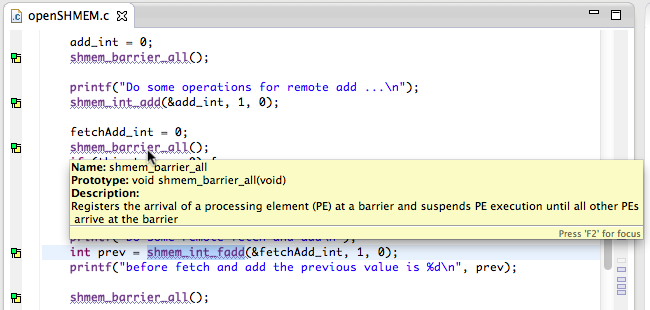 openSHMEM.c
add_int = 0;
shmem_barrier_all();
printf("Do some operations for remote add ...\n");
shmem_int_add(&add_int, 1, 0);
fetchAdd_int = 0;
shmem_barrier_all();
Name: shmem_barrier_all
Prototype: void shmem_barrier_all(void)
Description:
Registers the arrival of a processing element (PE) at a barrier and suspends PE execution until all other PEs
arrive at the barrier
Press 'F2' for focus
int prev = shmem_int_fadd(&fetchAdd_int, 1, 0);
printf("before fetch and add the previous value is %d\n", prev);
shmem_barrier_all();